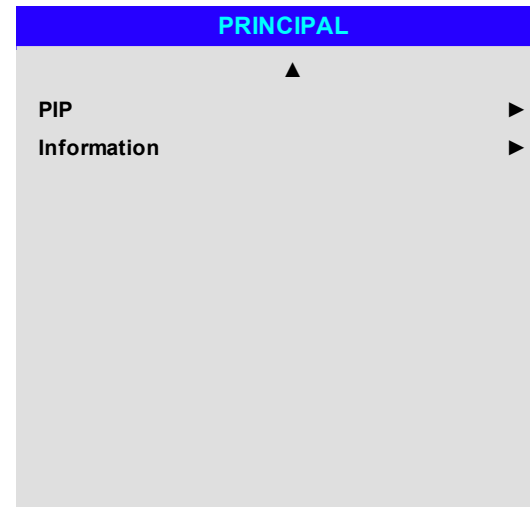 PRINCIPAL
▲
PIP ►
Information ►